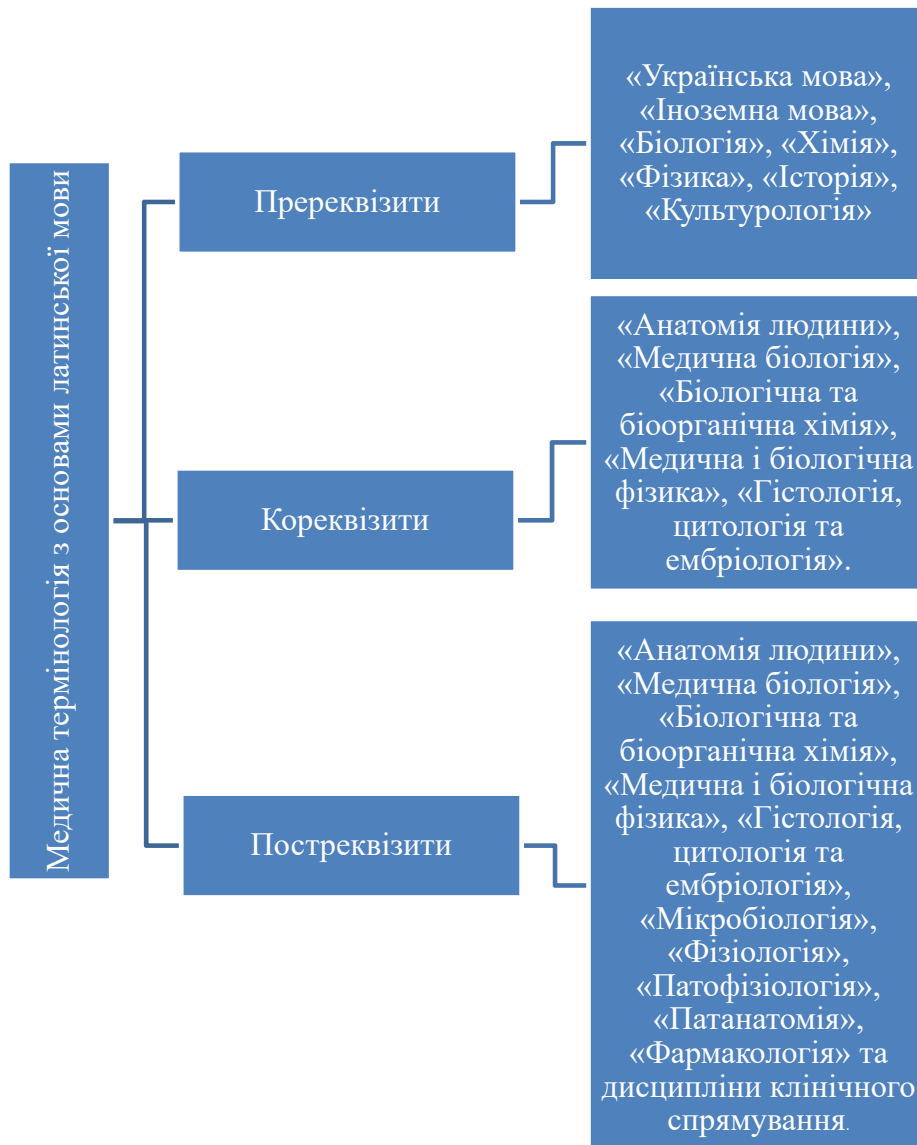 Медична термінологія з основами латинської мови
Пререквізити
«Українська мова»,
«Іноземна мова»,
«Біологія», «Хімія»,
«Фізика», «Історія»,
«Культурологія»
Кореквізити
«Анатомія людини»,
«Медична біологія»,
«Біологічна та
біоорганічна хімія»,
«Медична і біологічна
фізика», «Гістологія,
цитологія та
ембріологія».
Постреквізити
«Анатомія людини»,
«Медична біологія»,
«Біологічна та
біоорганічна хімія»,
«Медична і біологічна
фізика», «Гістологія,
цитологія та
ембріологія»,
«Мікробіологія»,
«Фізіологія»,
«Патофізіологія»,
«Патанатомія»,
«Фармакологія» та
дисципліни клінічного
спрямування.